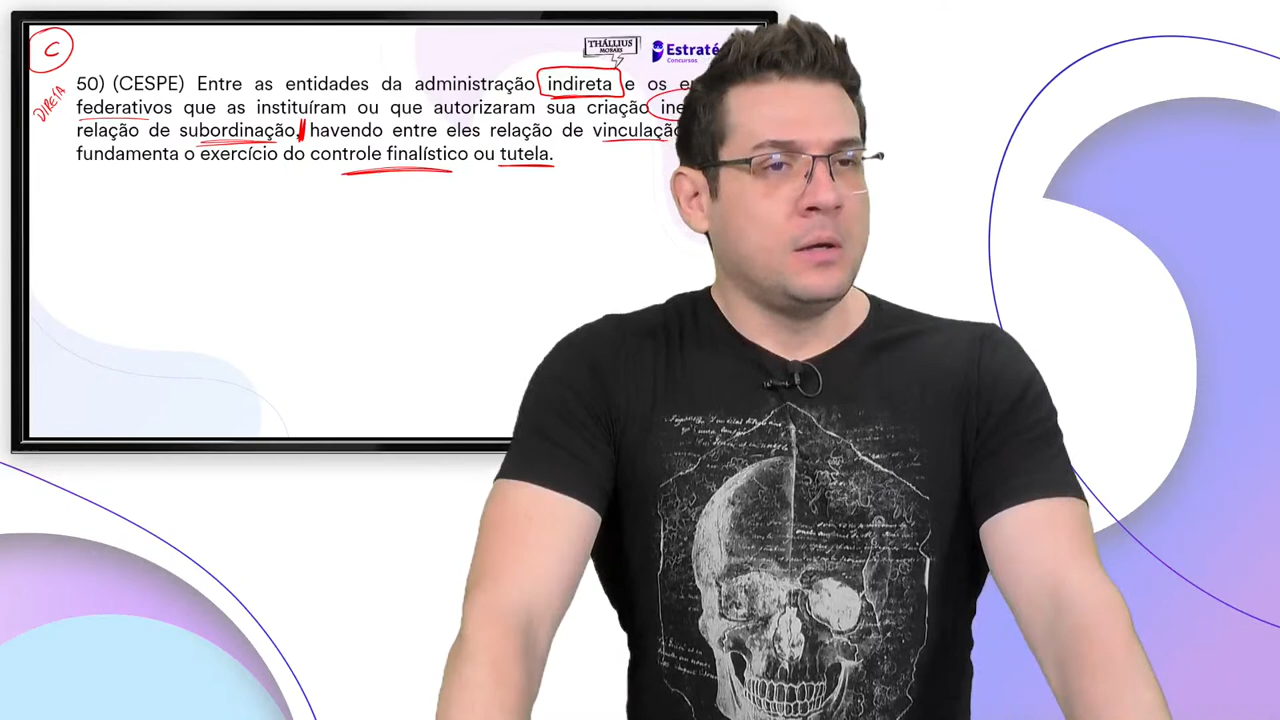 C
THÁLLIUS
MORAES
Estraté
Concursos
DIRETA
50) (CESPE) Entre as entidades da administração indireta e os
federativos que as instituíram ou que autorizaram sua criação
relação de subordinação, havendo entre eles relação de vinculação
fundamenta o exercício do controle finalístico ou tutela.